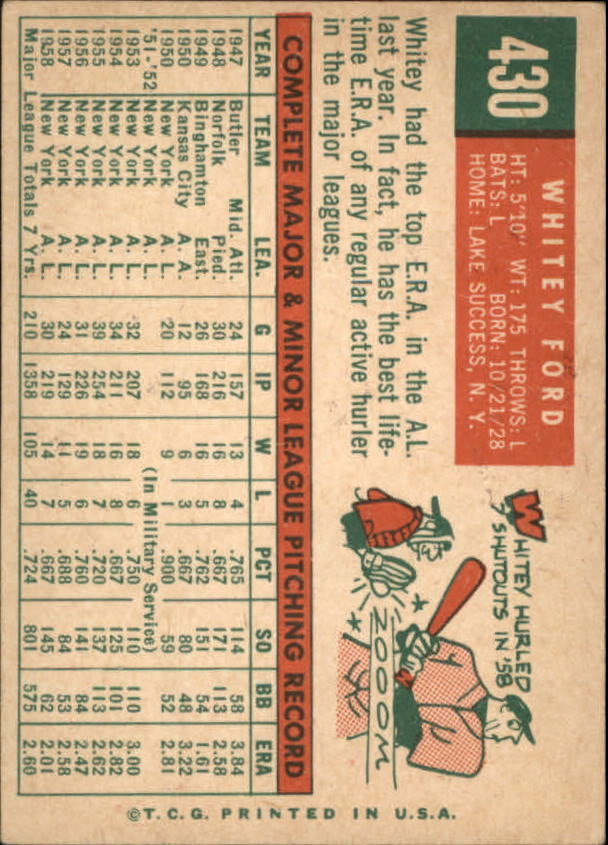 430
WHITEY FORD
HT: 5'10" WT: 175 THROWS: L
BATS: L BORN: 10/21/28
HOME: LAKE SUCCESS, N. Y.
Whitey had the top E.R.A. in the A.L.
last year. In fact, he has the best life-
time E.R.A. of any regular active hurler
in the major leagues.
WHITEY HURLED
7 SHUTOUTS IN '58
ZOOOM
COMPLETE MAJOR & MINOR LEAGUE PITCHING RECORD
YEAR TEAM LEA. G IP W L PCT SO BB ERA
1947 Butler Mid. Atl. 24 157 13 4 .765 114 58 3.84
1948 Norfolk Pied. 30 216 16 8 .667 171 113 2.58
1949 Binghamton East. 26 168 16 5 .762 151 54 1.61
1950 Kansas City A. A. 12 95 6 3 .667 80 48 3.22
1950 New York A. L. 20 112 9 1 .900 59 52 2.81
'51-'52 New York A. L. (In Military Service)
1953 New York A. L. 32 207 18 6 .750 110 110 3.00
1954 New York A. L. 34 211 16 8 .667 125 101 2.82
1955 New York A. L. 39 254 18 7 .720 137 113 2.62
1956 New York A. L. 31 226 19 6 .760 141 84 2.47
1957 New York A. L. 24 129 11 5 .688 84 53 2.58
1958 New York A. L. 30 219 14 7 .667 145 62 2.01
Major League Totals 7 Yrs. 210 1358 105 40 .724 801 575 2.60
©T.C.G. PRINTED IN U.S.A.